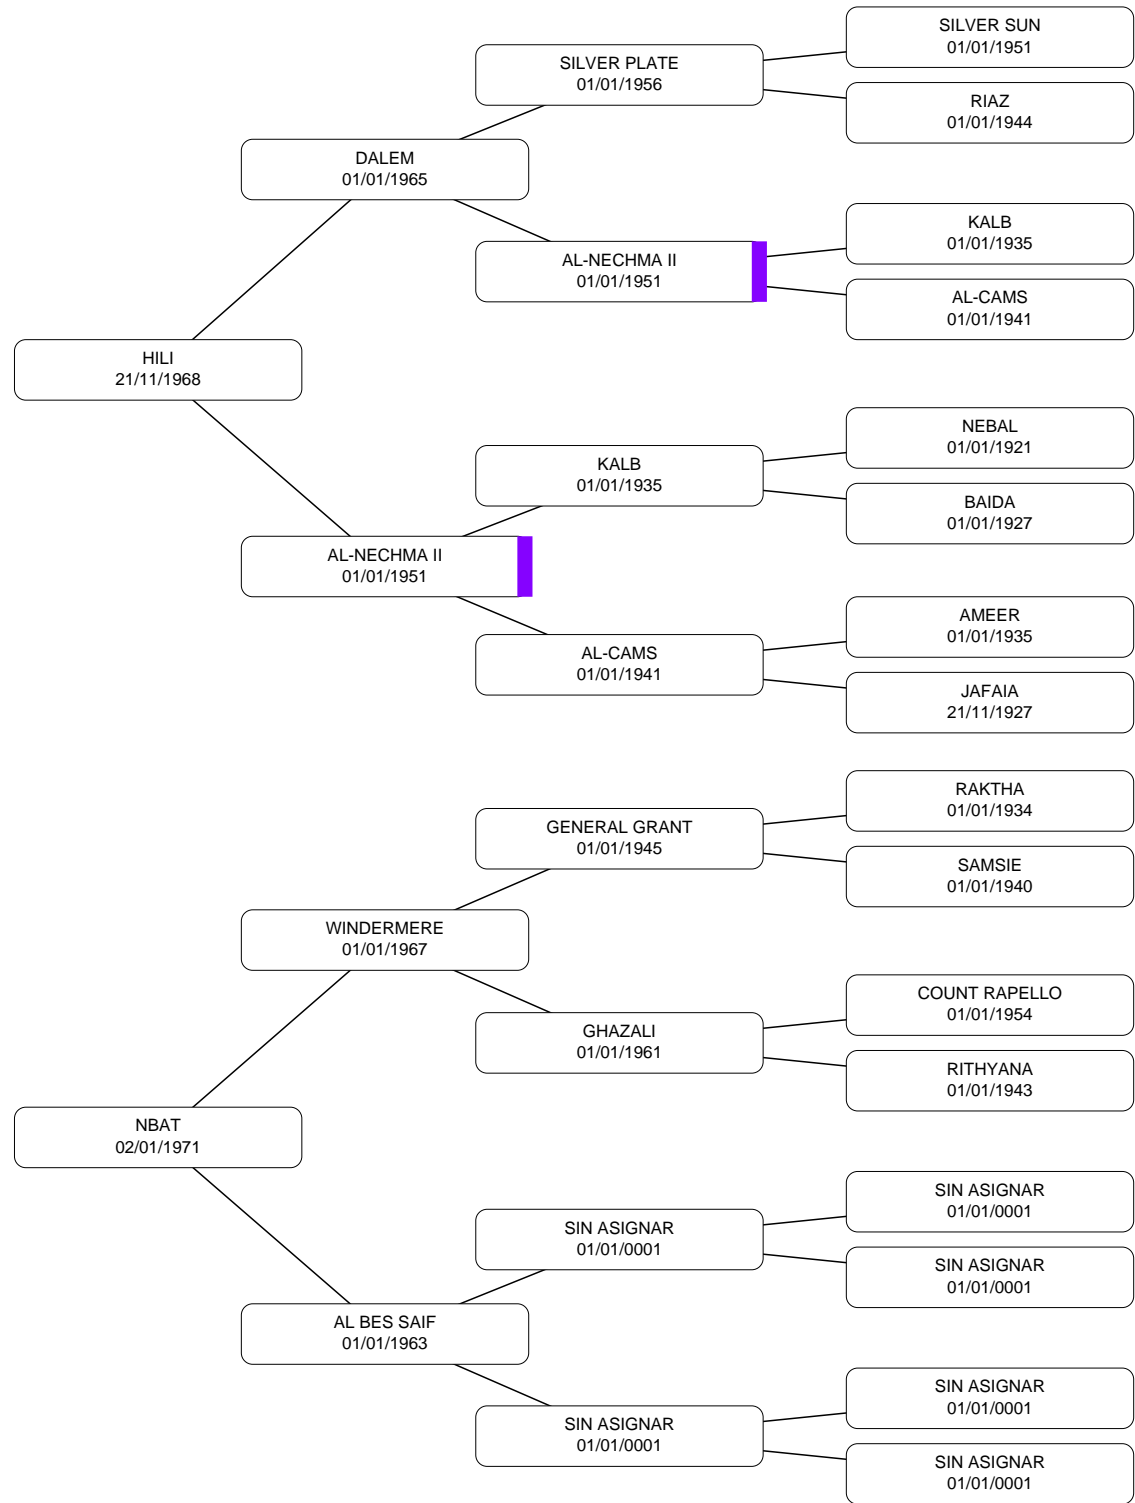 SILVER SUN
01/01/1951
SILVER PLATE
01/01/1956
RIAZ
01/01/1944
DALEM
01/01/1965
KALB
01/01/1935
AL-NECHMA II
01/01/1951
AL-CAMS
01/01/1941
HILI
21/11/1968
NEBAL
01/01/1921
KALB
01/01/1935
BAIDA
01/01/1927
AL-NECHMA II
01/01/1951
AMEER
01/01/1935
AL-CAMS
01/01/1941
JAFAIA
21/11/1927
RAKTHA
01/01/1934
GENERAL GRANT
01/01/1945
SAMSIE
01/01/1940
WINDERMERE
01/01/1967
COUNT RAPELLO
01/01/1954
GHAZALI
01/01/1961
RITHYANA
01/01/1943
NBAT
02/01/1971
SIN ASIGNAR
01/01/0001
SIN ASIGNAR
01/01/0001
SIN ASIGNAR
01/01/0001
AL BES SAIF
01/01/1963
SIN ASIGNAR
01/01/0001
SIN ASIGNAR
01/01/0001
SIN ASIGNAR
01/01/0001